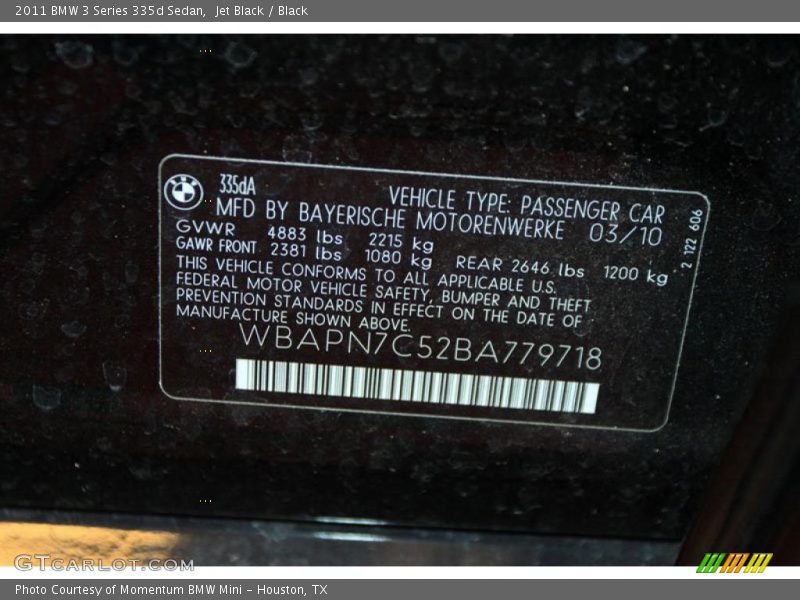 2011 BMW 3 Series 335d Sedan, Jet Black / Black
335dA
VEHICLE TYPE: PASSENGER CAR
MFD BY BAYERISCHE MOTORENWERKE 03/10
GVWR 4883 lbs 2215 kg
GAWR FRONT 2381 lbs 1080 kg REAR 2646 lbs 1200 kg
2 122 606
THIS VEHICLE CONFORMS TO ALL APPLICABLE U.S.
FEDERAL MOTOR VEHICLE SAFETY, BUMPER AND THEFT
PREVENTION STANDARDS IN EFFECT ON THE DATE OF
MANUFACTURE SHOWN ABOVE.
WBAPN7C52BA779718
GTCARLOT.COM
Photo Courtesy of Momentum BMW Mini - Houston, TX